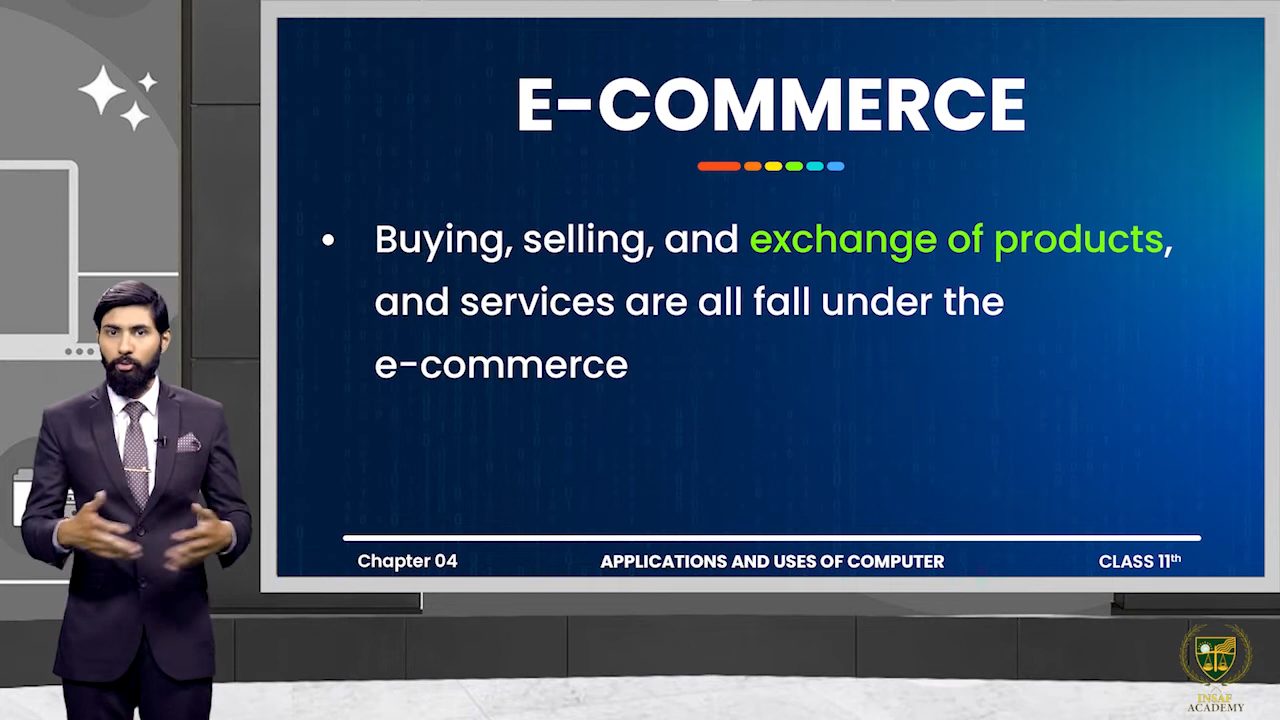 E-COMMERCE
• Buying, selling, and exchange of products,
and services are all fall under the
e-commerce
Chapter 04 APPLICATIONS AND USES OF COMPUTER CLASS 11th
INSAF
ACADEMY